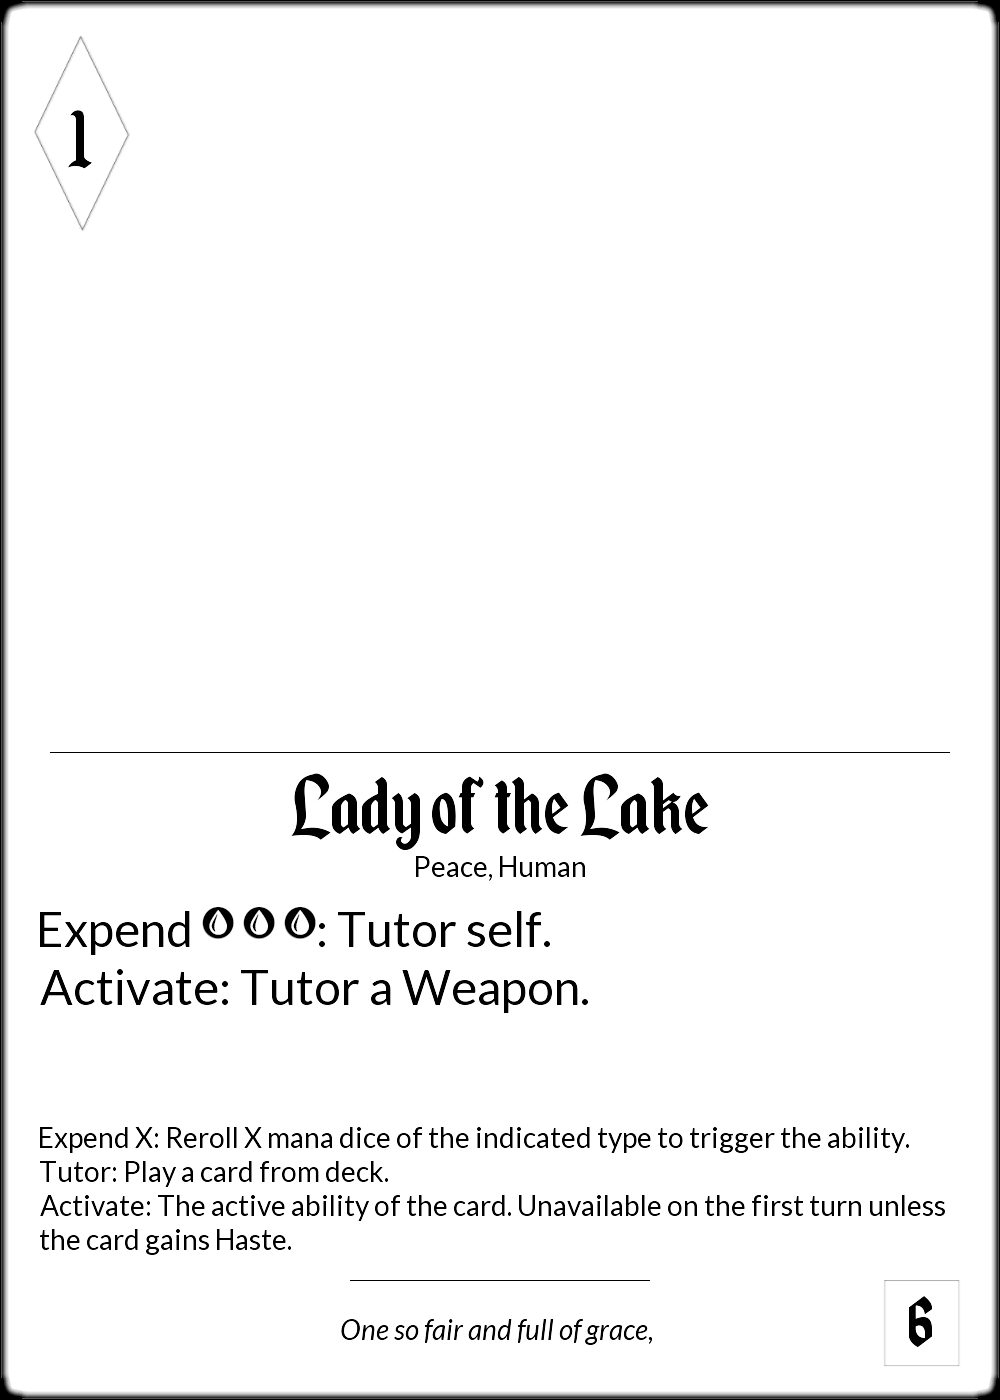 1
Lady of the Lake
Peace, Human
Expend : Tutor self.
Activate: Tutor a Weapon.
Expend X: Reroll X mana dice of the indicated type to trigger the ability.
Tutor: Play a card from deck.
Activate: The active ability of the card. Unavailable on the first turn unless
the card gains Haste.
One so fair and full of grace,
6